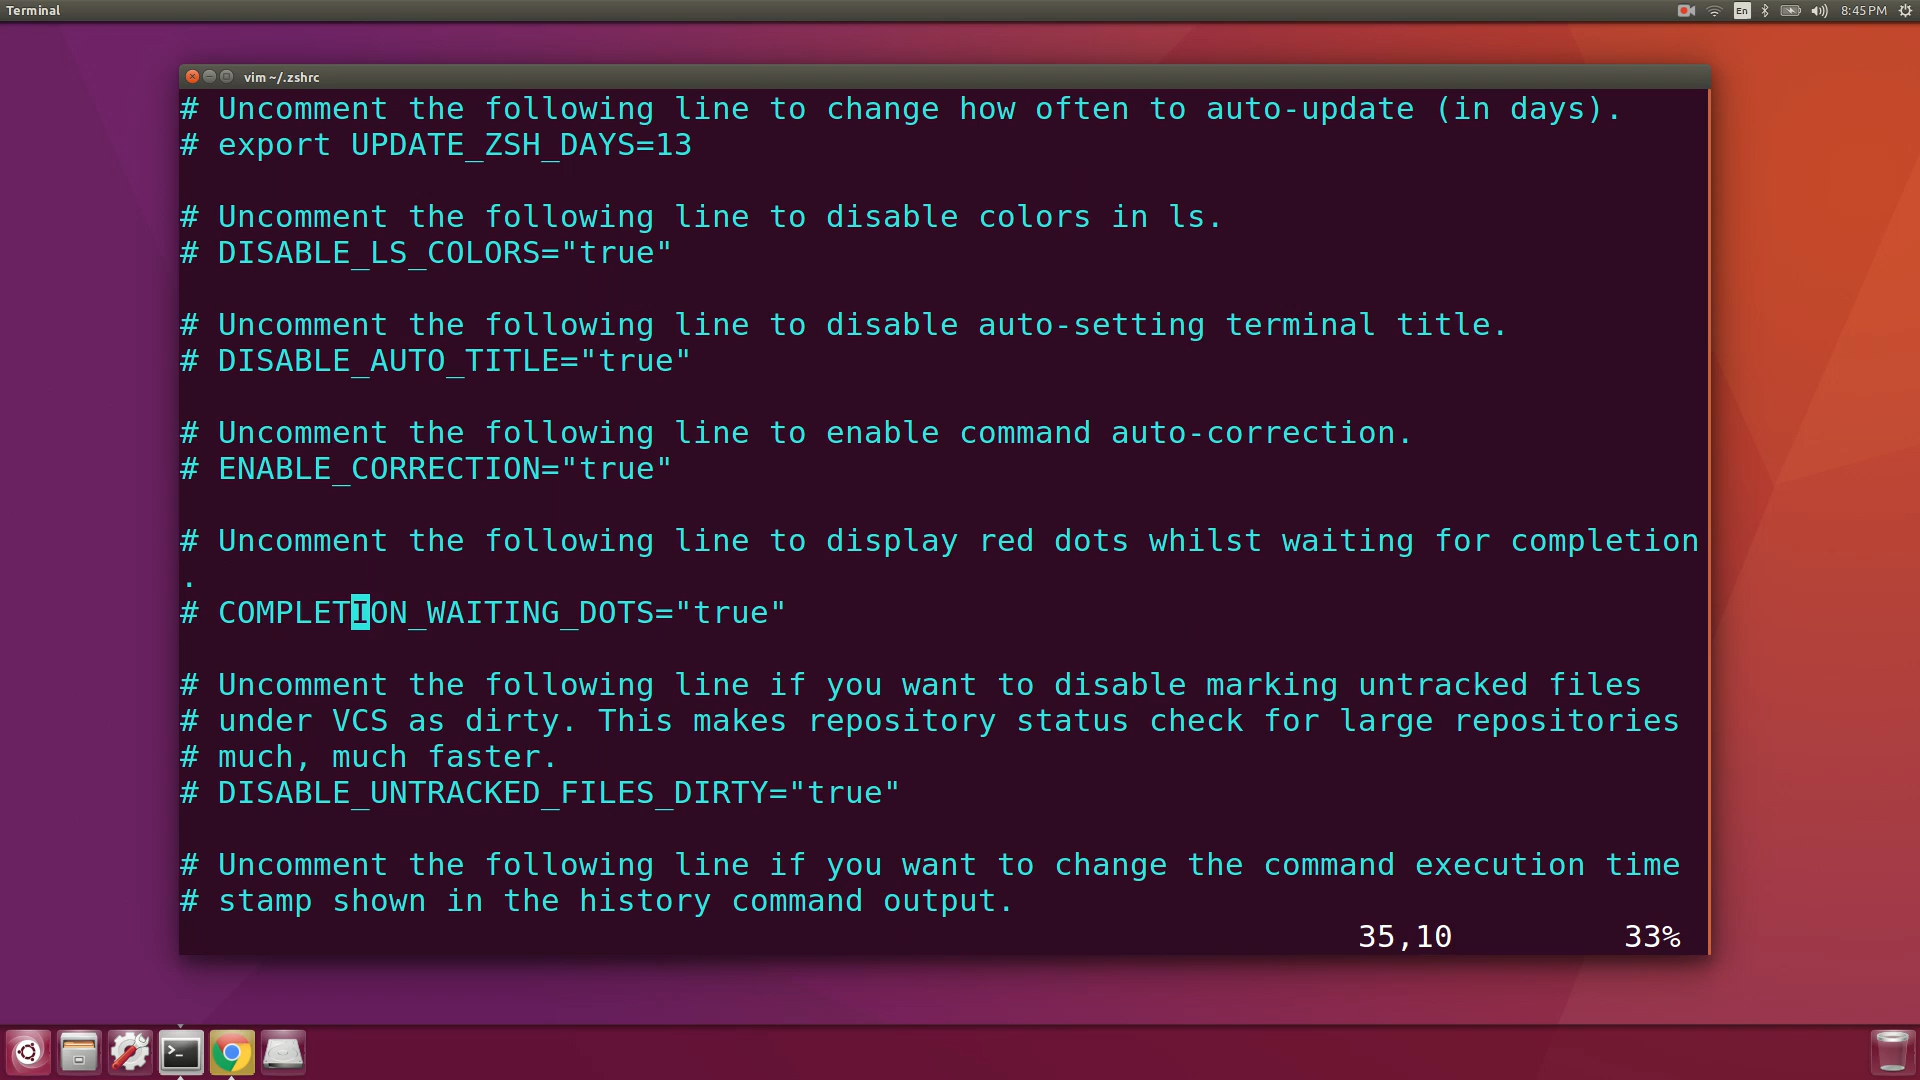 Terminal
En
8:45 PM
vim ~/.zshrc
# Uncomment the following line to change how often to auto-update (in days).
# export UPDATE_ZSH_DAYS=13
# Uncomment the following line to disable colors in ls.
# DISABLE_LS_COLORS="true"
# Uncomment the following line to disable auto-setting terminal title.
# DISABLE_AUTO_TITLE="true"
# Uncomment the following line to enable command auto-correction.
# ENABLE_CORRECTION="true"
# Uncomment the following line to display red dots whilst waiting for completion
.
# COMPLETION_WAITING_DOTS="true"
# Uncomment the following line if you want to disable marking untracked files
# under VCS as dirty. This makes repository status check for large repositories
# much, much faster.
# DISABLE_UNTRACKED_FILES_DIRTY="true"
# Uncomment the following line if you want to change the command execution time
# stamp shown in the history command output.
35,10 33%